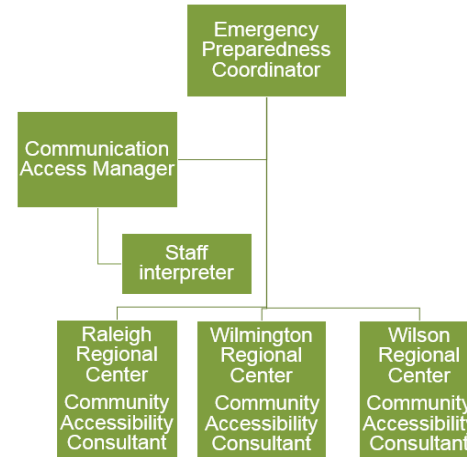 Emergency
Preparedness
Coordinator
Communication
Access Manager
Staff
interpreter
Raleigh
Regional
Center
Community
Accessibility
Consultant
Wilmington
Regional
Center
Community
Accessibility
Consultant
Wilson
Regional
Center
Community
Accessibility
Consultant